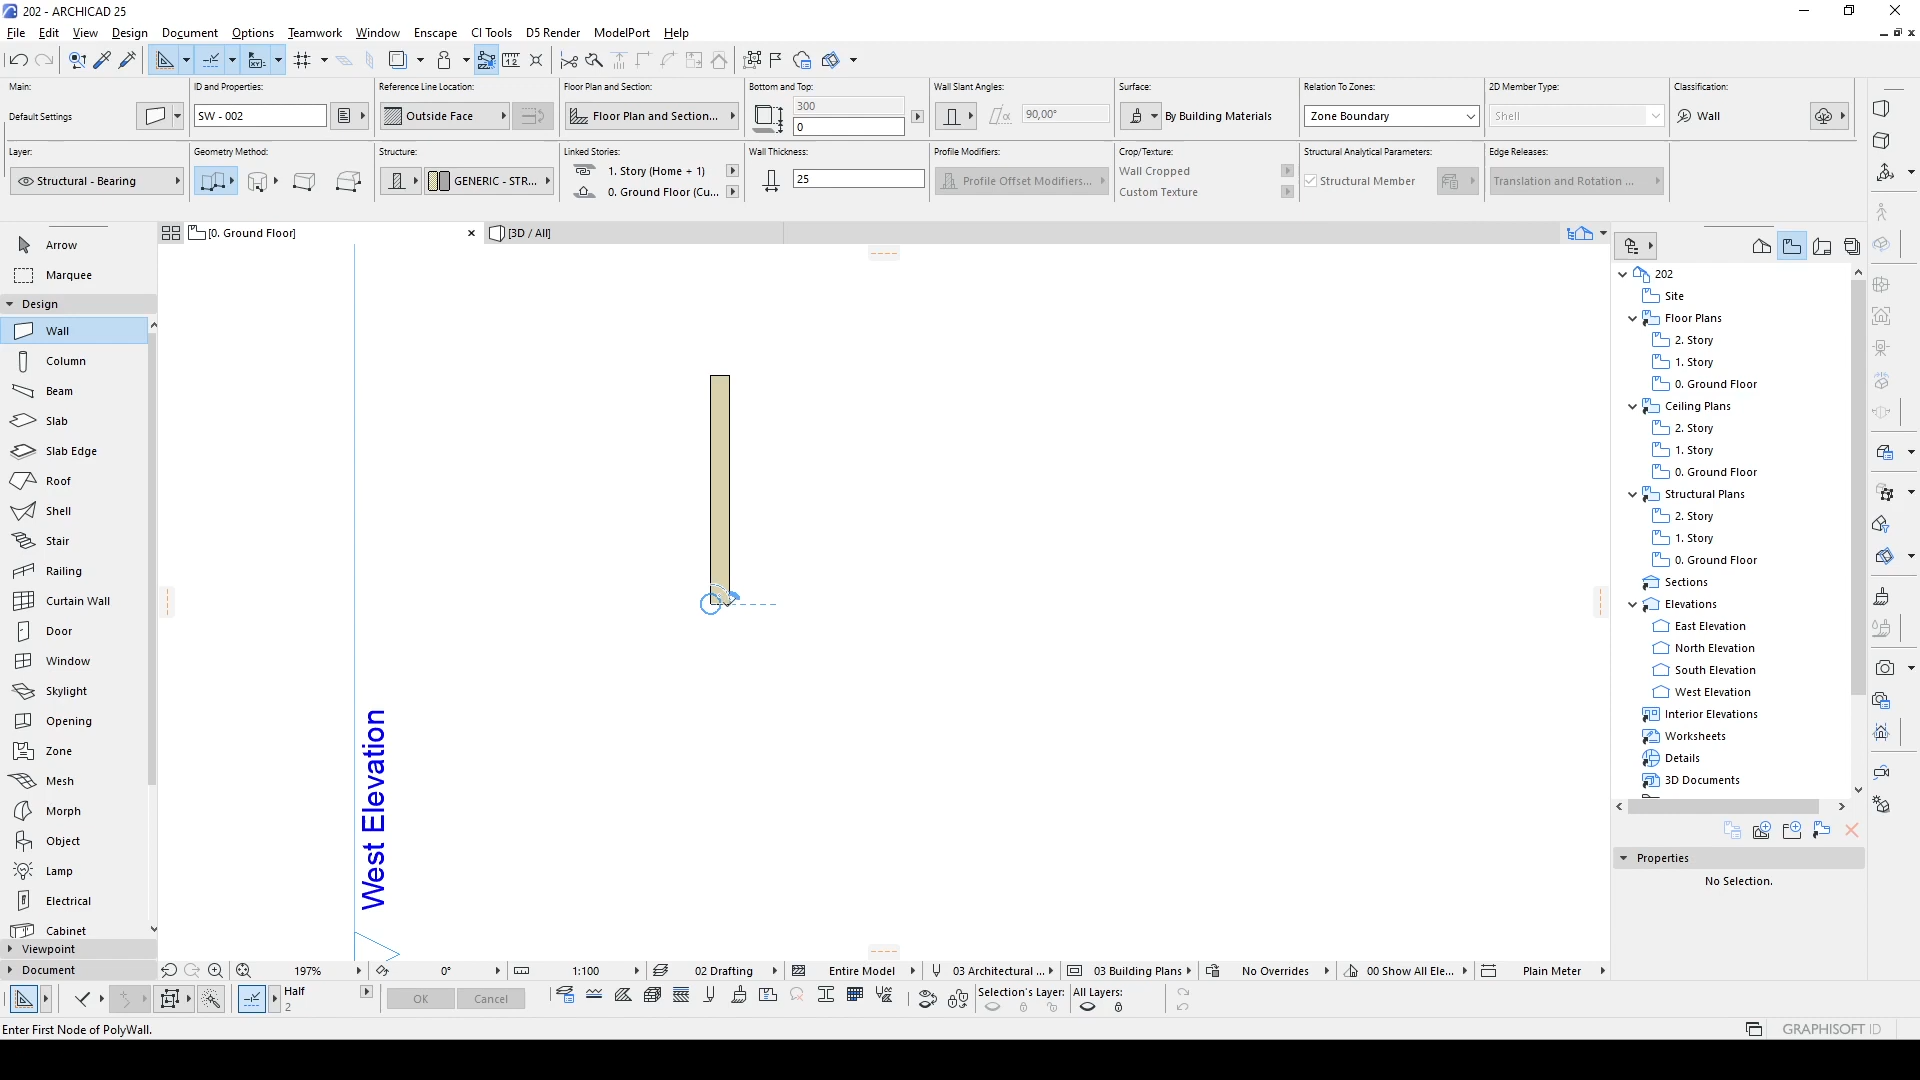 202 - ARCHICAD 25
File Edit View Design Document Options Teamwork Window Enscape CI Tools D5 Render ModelPort Help
Main:
Default Settings
ID and Properties:
SW - 002
Reference Line Location:
Outside Face
Floor Plan and Section:
Floor Plan and Section...
Bottom and Top:
300
0
Wall Slant Angles:
90,00°
Surface:
By Building Materials
Relation To Zones:
Zone Boundary
2D Member Type:
Shell
Classification:
Wall
Layer:
Structural - Bearing
Geometry Method:
Structure:
GENERIC - STR...
Linked Stories:
1. Story (Home + 1)
0. Ground Floor (Cu...
Wall Thickness:
25
Profile Modifiers:
Profile Offset Modifiers...
Crop/Texture:
Wall Cropped
Custom Texture
Structural Analytical Parameters:
Structural Member
Edge Releases:
Translation and Rotation ...
[0. Ground Floor]
[3D / All]
Arrow
Marquee
Design
Wall
Column
Beam
Slab
Slab Edge
Roof
Shell
Stair
Railing
Curtain Wall
Door
Window
Skylight
Opening
Zone
Mesh
Morph
Object
Lamp
Electrical
Cabinet
Viewpoint
Document
West Elevation
202
Site
Floor Plans
2. Story
1. Story
0. Ground Floor
Ceiling Plans
2. Story
1. Story
0. Ground Floor
Structural Plans
2. Story
1. Story
0. Ground Floor
Sections
Elevations
East Elevation
North Elevation
South Elevation
West Elevation
Interior Elevations
Worksheets
Details
3D Documents
Properties
No Selection.
197% 0° 1:100 02 Drafting Entire Model 03 Architectural ... 03 Building Plans No Overrides 00 Show All Ele... Plain Meter
Half
2
OK
Cancel
Selection's Layer:
All Layers:
Enter First Node of PolyWall.
GRAPHISOFT ID